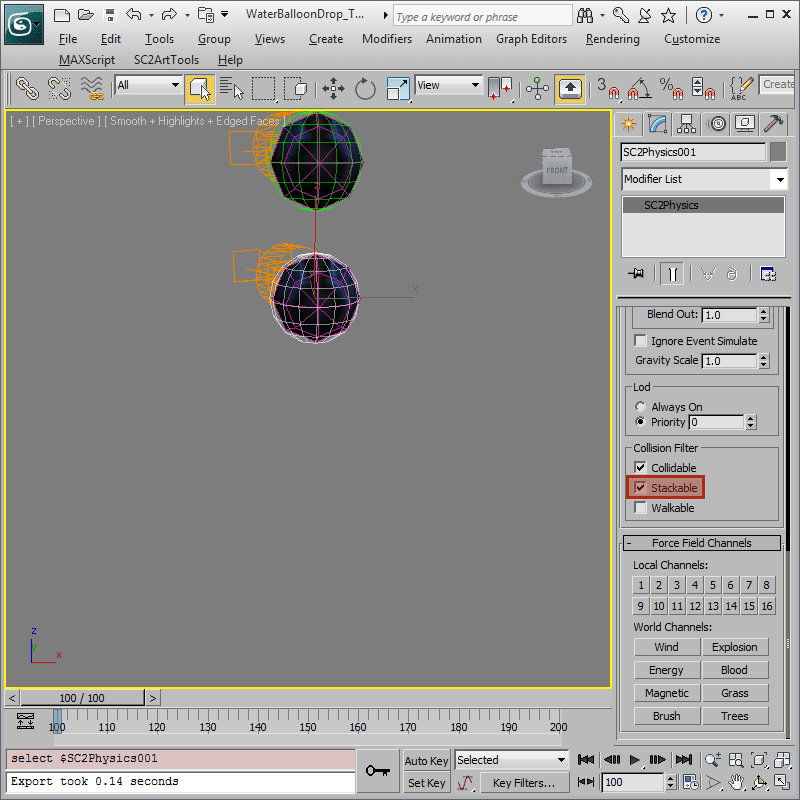 WaterBalloonDrop_T...
Type a keyword or phrase
File Edit Tools Group Views Create Modifiers Animation Graph Editors Rendering Customize
MAXScript SC2ArtTools Help
All
View
3
%
ABC
Create
[ + ] [ Perspective ] [ Smooth + Highlights + Edged Faces ]
FRONT
x
z
y
x
SC2Physics001
Modifier List
SC2Physics
Blend Out: 1.0
Ignore Event Simulate
Gravity Scale 1.0
Lod
Always On
Priority 0
Collision Filter
Collidable
Stackable
Walkable
- Force Field Channels
Local Channels:
1 2 3 4 5 6 7 8
9 10 11 12 13 14 15 16
World Channels:
Wind Explosion
Energy Blood
Magnetic Grass
Brush Trees
< 100 / 100 >
100 110 120 130 140 150 160 170 180 190 200
select $SC2Physics001
Export took 0.14 seconds
Auto Key Selected
Set Key Key Filters...
100